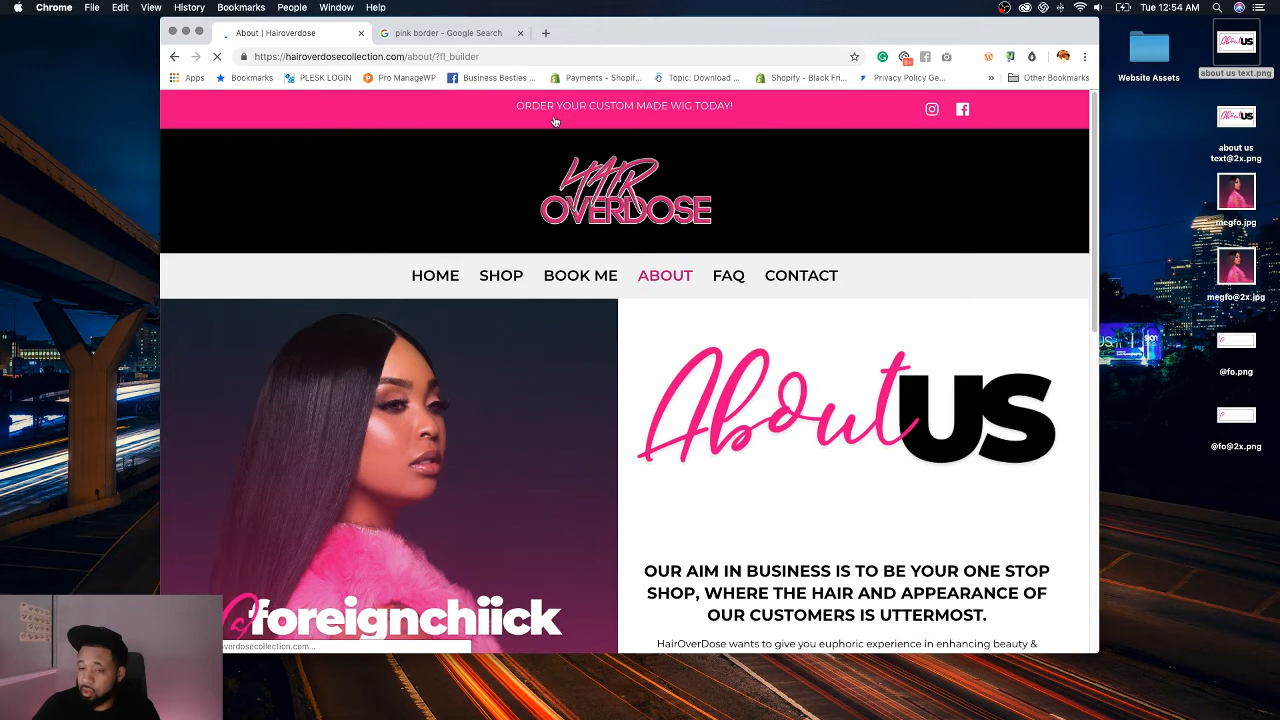 Chrome File Edit View History Bookmarks People Window Help
Tue 12:54 AM
About | Hairoverdose
pink border - Google Search
https://hairoverdosecollection.com/about/?fl_builder
Apps Bookmarks PLESK LOGIN Pro ManageWP Business Besties ... Payments - Shopif... Topic: Download ... Shopify - Black Fri... Privacy Policy Ge... » Other Bookmarks
ORDER YOUR CUSTOM MADE WIG TODAY!
HAIR
OVERDOSE
HOME SHOP BOOK ME ABOUT FAQ CONTACT
About US
@foreignchiick
OUR AIM IN BUSINESS IS TO BE YOUR ONE STOP
SHOP, WHERE THE HAIR AND APPEARANCE OF
OUR CUSTOMERS IS UTTERMOST.
HairOverDose wants to give you euphoric experience in enhancing beauty &
overdosecollection.com...
Website Assets
About US
about us text.png
About US
about us
text@2x.png
megfo.jpg
megfo@2x.jpg
@fo.png
@fo@2x.png